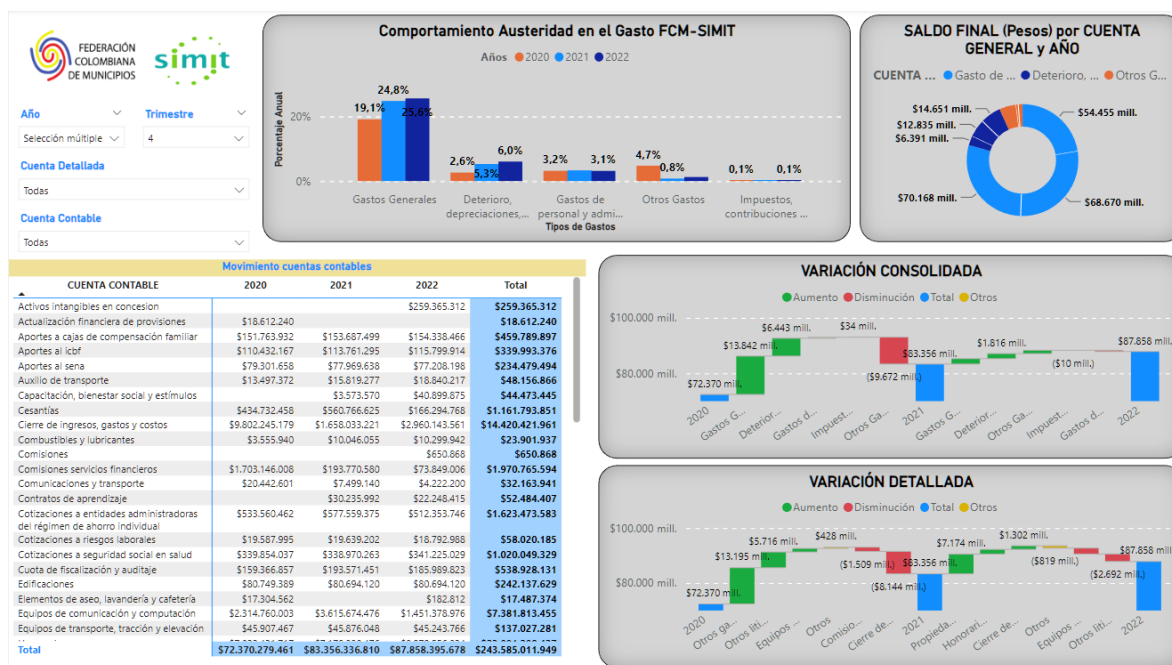 FEDERACIÓN
COLOMBIANA
DE MUNICIPIOS
simit
Año
Trimestre
Selección múltiple
4
Cuenta Detallada
Todas
Cuenta Contable
Todas
Comportamiento Austeridad en el Gasto FCM-SIMIT
Años 2020 2021 2022
Porcentaje Anual
20%
0%
19,1%
24,8%
25,6%
2,6%
5,3%
6,0%
3,2%
3,1%
4,7%
0,8%
0,1%
0,1%
Gastos Generales
Deterioro,
depreciaciones,...
Gastos de
personal y admi...
Otros Gastos
Impuestos,
contribuciones ...
Tipos de Gastos
SALDO FINAL (Pesos) por CUENTA
GENERAL y AÑO
CUENTA ... Gasto de ... Deterioro, ... Otros G...
$14.651 mill.
$12.835 mill.
$6.391 mill.
$70.168 mill.
$54.455 mill.
$68.670 mill.
Movimiento cuentas contables
CUENTA CONTABLE 2020 2021 2022 Total
Activos intangibles en concesion $259.365.312 $259.365.312
Actualización financiera de provisiones $18.612.240 $18.612.240
Aportes a cajas de compensación familiar $151.763.932 $153.687.499 $154.338.466 $459.789.897
Aportes al icbf $110.432.167 $113.761.295 $115.799.914 $339.993.376
Aportes al sena $79.301.658 $77.969.638 $77.208.198 $234.479.494
Auxilio de transporte $13.497.372 $15.819.277 $18.840.217 $48.156.866
Capacitación, bienestar social y estímulos $3.573.570 $40.899.875 $44.473.445
Cesantías $434.732.458 $560.766.625 $166.294.768 $1.161.793.851
Cierre de ingresos, gastos y costos $9.802.245.179 $1.658.033.221 $2.960.143.561 $14.420.421.961
Combustibles y lubricantes $3.555.940 $10.046.055 $10.299.942 $23.901.937
Comisiones $650.868 $650.868
Comisiones servicios financieros $1.703.146.008 $193.770.580 $73.849.006 $1.970.765.594
Comunicaciones y transporte $20.442.601 $7.499.140 $4.222.200 $32.163.941
Contratos de aprendizaje $30.235.992 $22.248.415 $52.484.407
Cotizaciones a entidades administradoras
del régimen de ahorro individual $533.560.462 $577.559.375 $512.353.746 $1.623.473.583
Cotizaciones a riesgos laborales $19.587.995 $19.639.202 $18.792.988 $58.020.185
Cotizaciones a seguridad social en salud $339.854.037 $338.970.263 $341.225.029 $1.020.049.329
Cuota de fiscalización y auditaje $159.366.857 $193.571.451 $185.989.823 $538.928.131
Edificaciones $80.749.389 $80.694.120 $80.694.120 $242.137.629
Elementos de aseo, lavandería y cafetería $17.304.562 $182.812 $17.487.374
Equipos de comunicación y computación $2.314.760.003 $3.615.674.476 $1.451.378.976 $7.381.813.455
Equipos de transporte, tracción y elevación $45.907.467 $45.876.048 $45.243.766 $137.027.281
Total $72.370.279.461 $83.356.336.810 $87.858.395.678 $243.585.011.949
VARIACIÓN CONSOLIDADA
Aumento Disminución Total Otros
$100.000 mill.
$80.000 mill.
$72.370 mill.
$13.842 mill.
$6.443 mill.
$34 mill.
($9.672 mill.)
$83.356 mill.
$1.816 mill.
($10 mill.)
$87.858 mill.
2020
Gastos G...
Deterior...
Gastos d...
Impuest...
Otros Ga...
2021
Gastos G...
Deterior...
Otros Ga...
Impuest...
Gastos d...
2022
VARIACIÓN DETALLADA
Aumento Disminución Total Otros
$100.000 mill.
$80.000 mill.
$72.370 mill.
$13.195 mill.
$5.716 mill.
$428 mill.
($1.509 mill.)
($8.144 mill.)
$83.356 mill.
$7.174 mill.
$1.302 mill.
($819 mill.)
($2.692 mill.)
$87.858 mill.
2020
Otros ga...
Otros liti...
Equipos ...
Otros
Comisio...
Cierre de...
2021
Propieda...
Honorari...
Cierre de...
Otros
Equipos ...
Otros liti...
2022